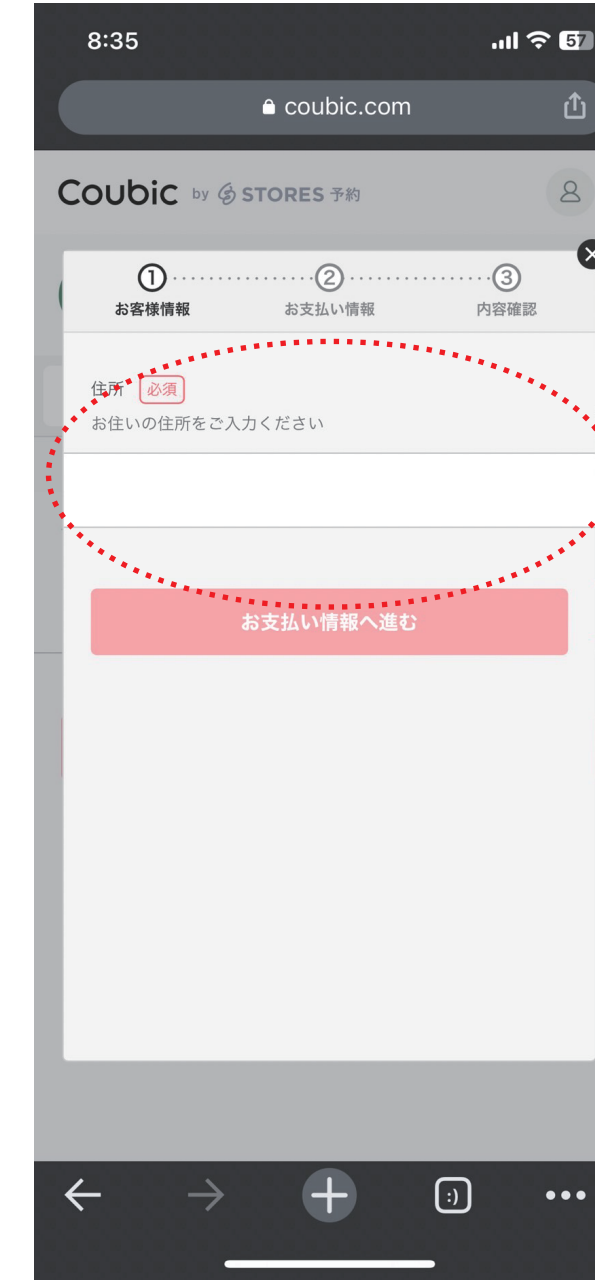 8:35
57
coubic.com
Coubic by STORES 予約
① ② ③
お客様情報 お支払い情報 内容確認
住所 必須
お住いの住所をご入力ください
お支払い情報へ進む
:)